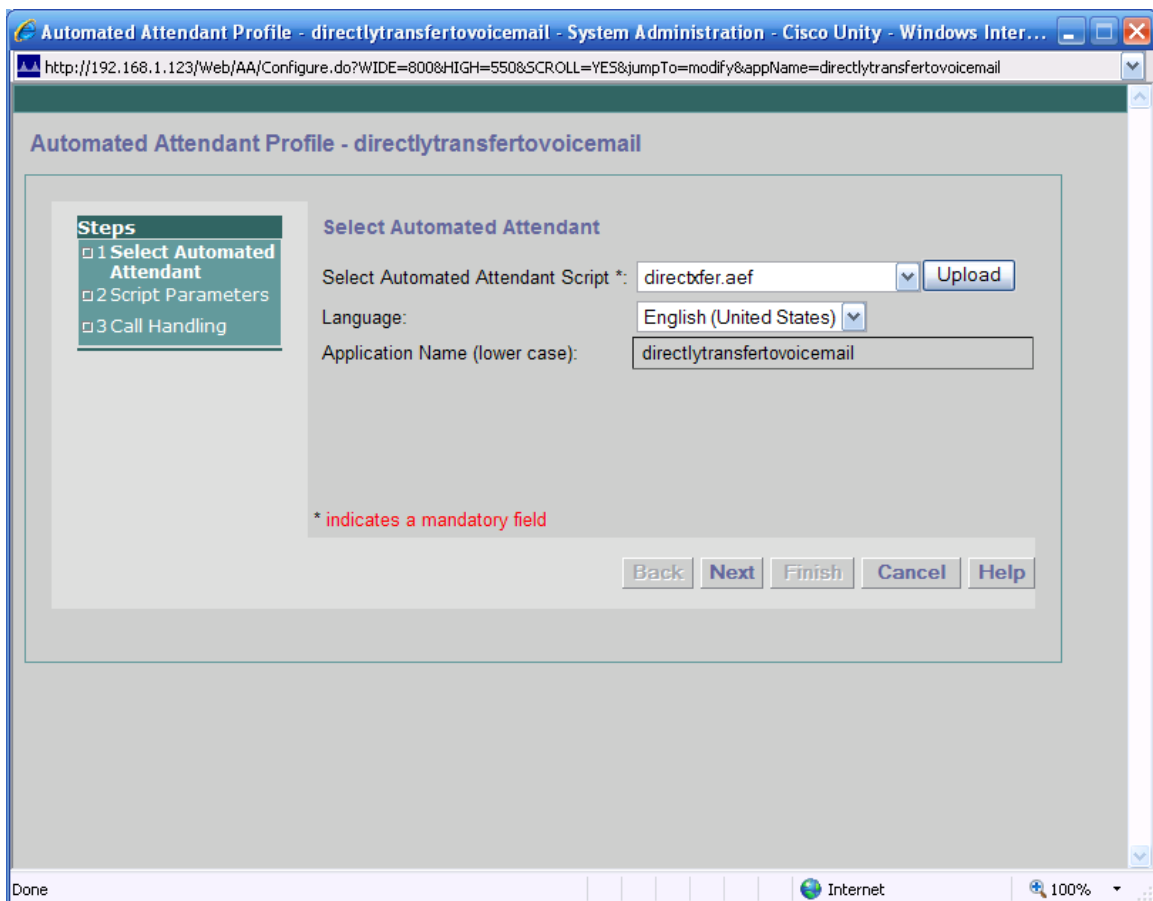 Automated Attendant Profile - directlytransfertovoicemail - System Administration - Cisco Unity - Windows Inter...
http://192.168.1.123/Web/AA/Configure.do?WIDE=800&HIGH=550&SCROLL=YES&jumpTo=modify&appName=directlytransfertovoicemail
Automated Attendant Profile - directlytransfertovoicemail
Steps
1 Select Automated
Attendant
2 Script Parameters
3 Call Handling
Select Automated Attendant
Select Automated Attendant Script *: directxfer.aef Upload
Language: English (United States)
Application Name (lower case): directlytransfertovoicemail
* indicates a mandatory field
Back Next Finish Cancel Help
Done Internet 100%